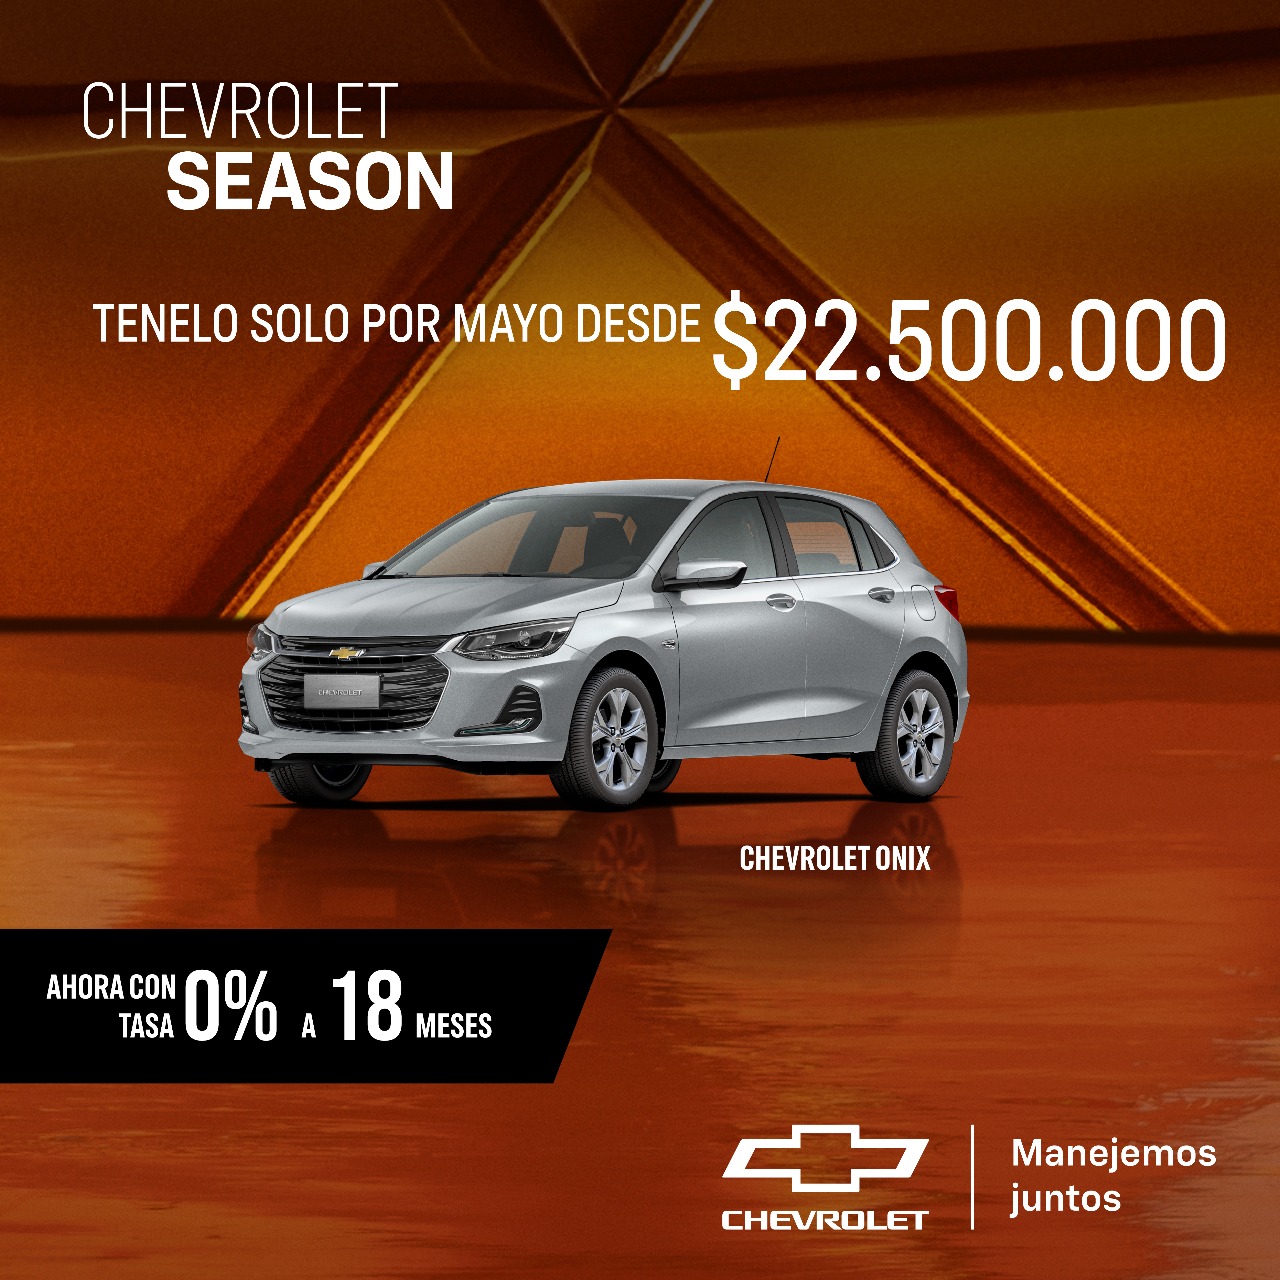 CHEVROLET
SEASON
TENELO SOLO POR MAYO DESDE $22.500.000
CHEVROLET
CHEVROLET ONIX
AHORA CON
TASA 0% A 18 MESES
CHEVROLET
Manejemos
juntos